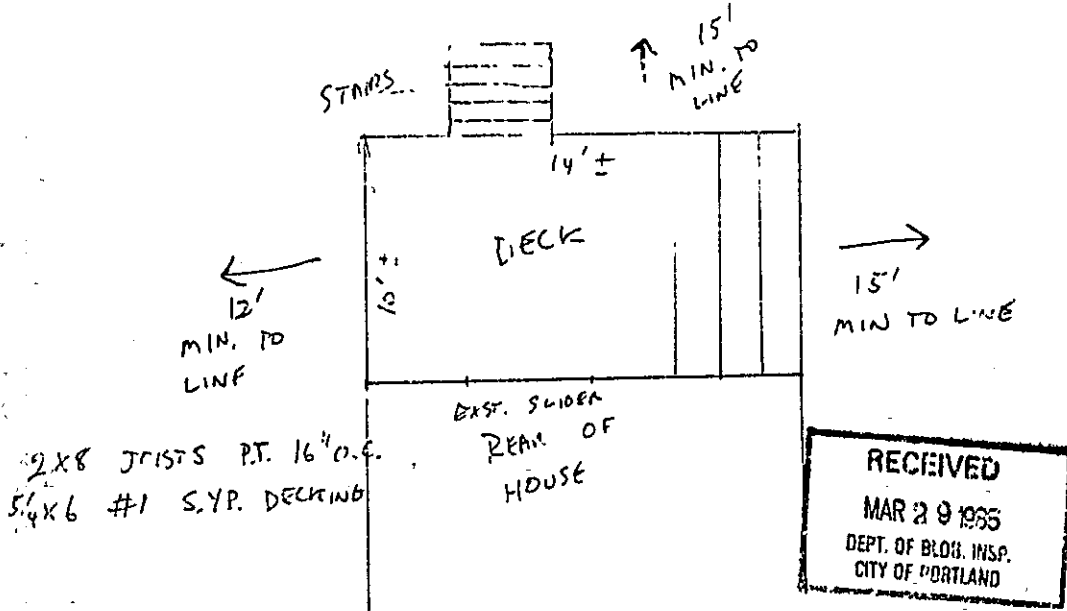 STAIRS
15'
MIN. TO
LINE
14' ±
DECK
10' ±
12'
MIN. TO
LINE
15'
MIN TO LINE
EXST. SLIDER
REAR OF
HOUSE
2X8 JOISTS P.T. 16" O.C.
5/4X6 #1 S.Y.P. DECKING
RECEIVED
MAR 29
DEPT. OF BLDG. INSP.
CITY OF PORTLAND